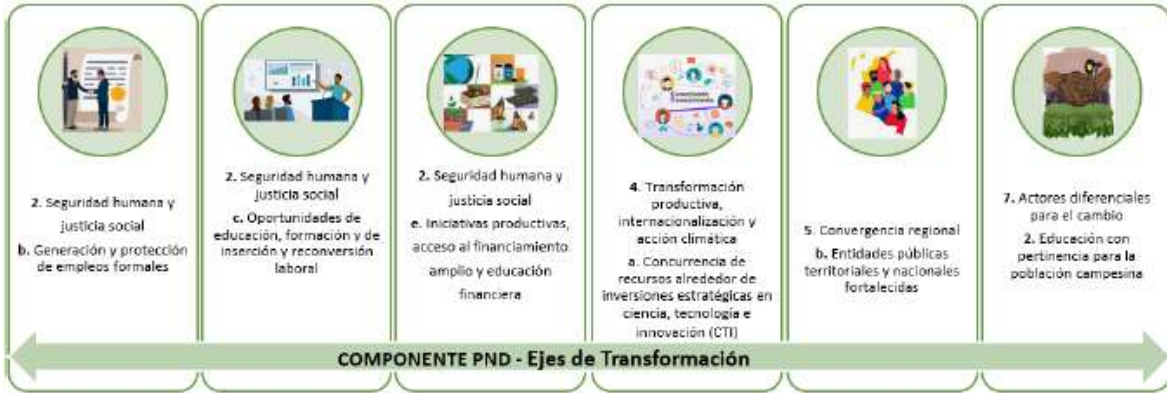 2. Seguridad humana y
justicia social
b. Generación y protección
de empleos formales
2. Seguridad humana y
justicia social
c. Oportunidades de
educación, formación y de
inserción y reconversión
laboral
2. Seguridad humana y
justicia social
e. Iniciativas productivas,
acceso al financiamiento
amplio y educación
financiera
4. Transformación
productiva,
internacionalización y
acción climática
a. Concurrencia de
recursos alrededor de
inversiones estratégicas en
ciencia, tecnología e
innovación (CTI)
5. Convergencia regional
b. Entidades públicas
territoriales y nacionales
fortalecidas
7. Actores diferenciales
para el cambio
2. Educación con
pertinencia para la
población campesina
COMPONENTE PND - Ejes de Transformación